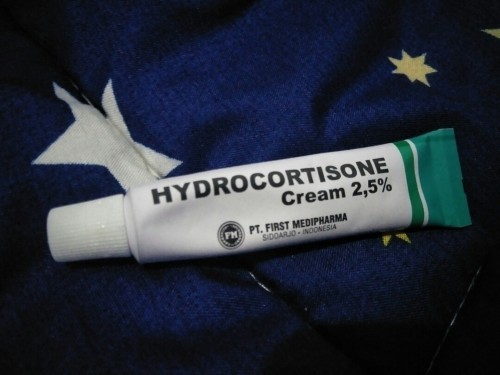 HYDROCORTISONE
Cream 2,5%
FM
PT. FIRST MEDIPHARMA
SIDOARJO - INDONESIA